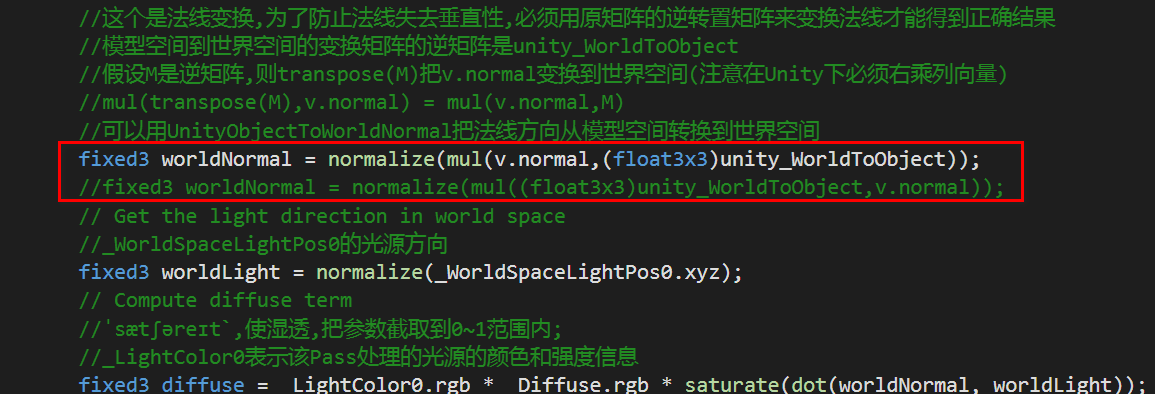 //这个是法线变换,为了防止法线失去垂直性,必须用原矩阵的逆转置矩阵来变换法线才能得到正确结果
//模型空间到世界空间的变换矩阵的逆矩阵是unity_WorldToObject
//假设M是逆矩阵,则transpose(M)把v.normal变换到世界空间(注意在Unity下必须右乘列向量)
//mul(transpose(M),v.normal) = mul(v.normal,M)
//可以用UnityObjectToWorldNormal把法线方向从模型空间转换到世界空间
fixed3 worldNormal = normalize(mul(v.normal,(float3x3)unity_WorldToObject));
//fixed3 worldNormal = normalize(mul((float3x3)unity_WorldToObject,v.normal));
// Get the light direction in world space
//_WorldSpaceLightPos0的光源方向
fixed3 worldLight = normalize(_WorldSpaceLightPos0.xyz);
// Compute diffuse term
//ˈsætʃəreɪt`,使湿透,把参数截取到0~1范围内;
//_LightColor0表示该Pass处理的光源的颜色和强度信息
fixed3 diffuse = LightColor0.rgb * Diffuse.rgb * saturate(dot(worldNormal, worldLight));